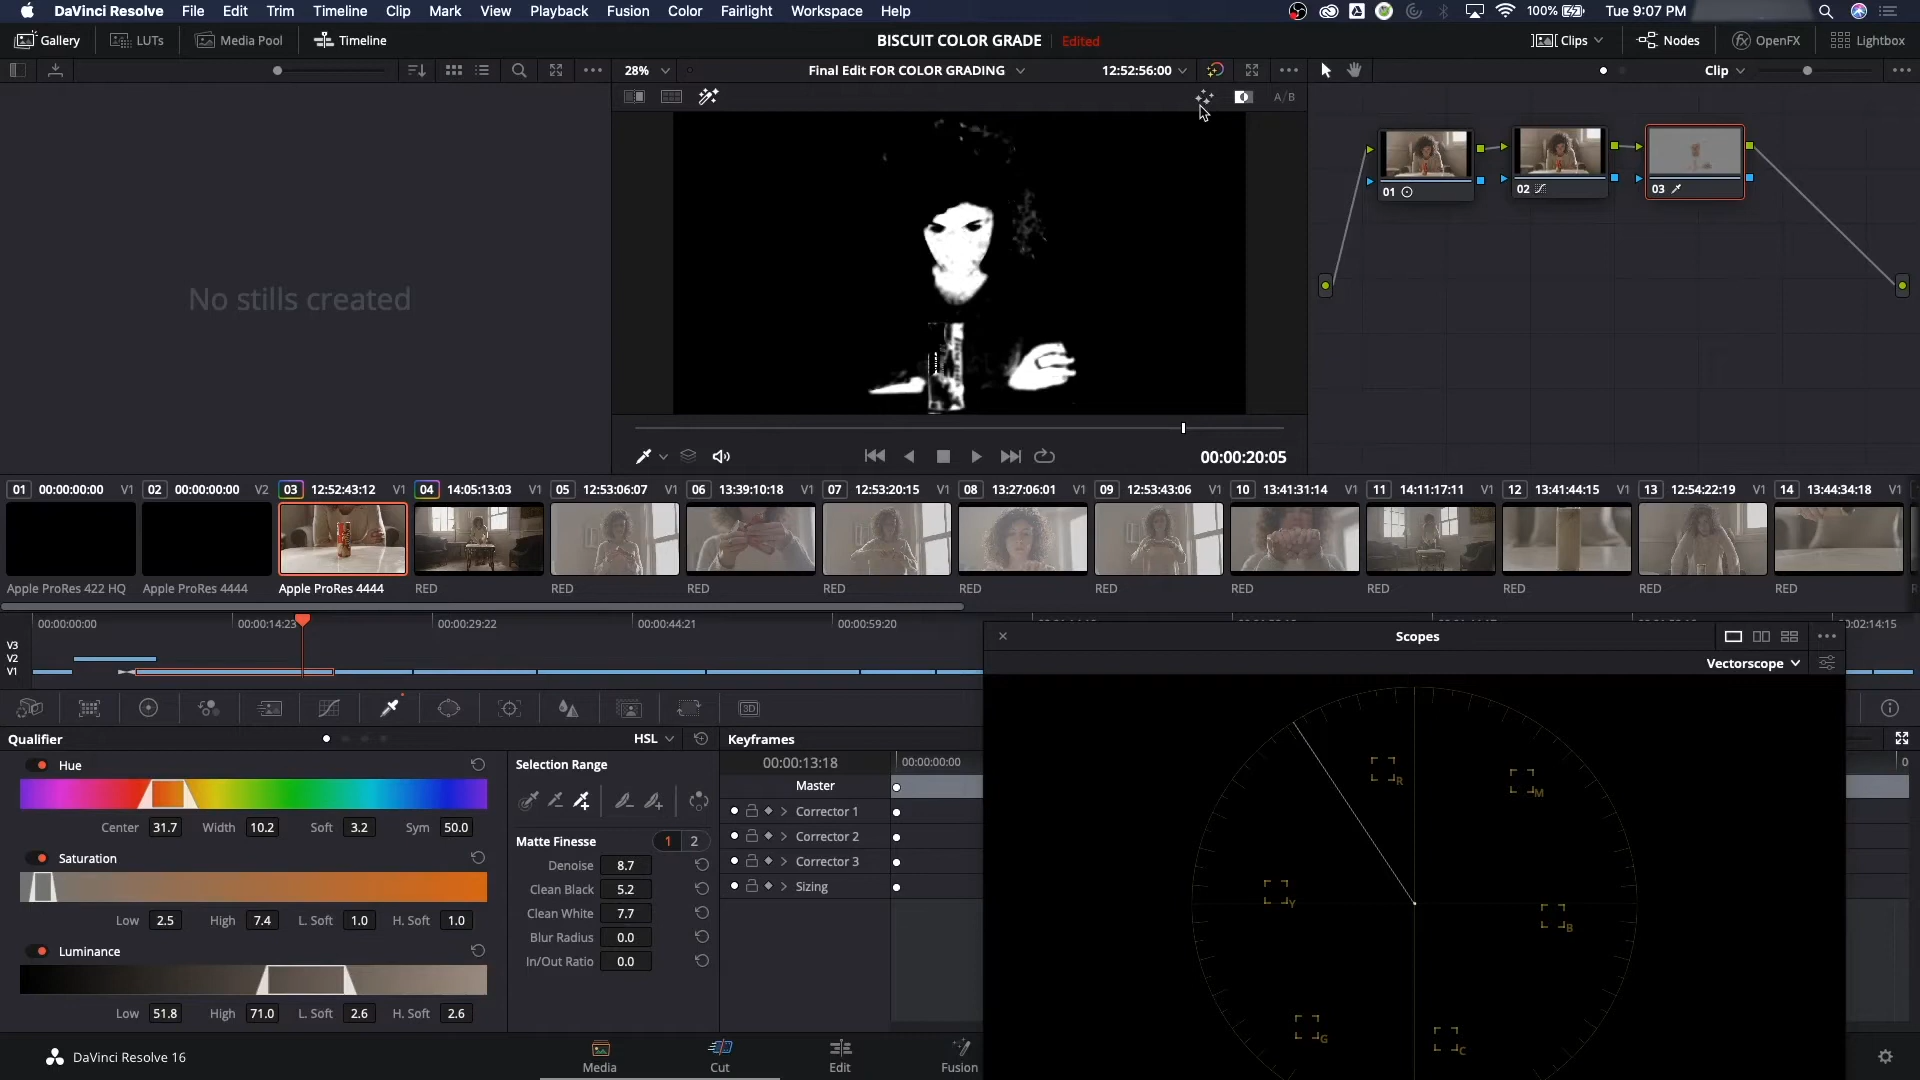 DaVinci Resolve File Edit Trim Timeline Clip Mark View Playback Fusion Color Fairlight Workspace Help 100% Tue 9:07 PM
Gallery LUTs Media Pool Timeline BISCUIT COLOR GRADE Edited Clips Nodes OpenFX Lightbox
28% Final Edit FOR COLOR GRADING 12:52:56:00 Clip
A/B
01 02 03
No stills created
00:00:20:05
01 00:00:00:00 V1 02 00:00:00:00 V2 03 12:52:43:12 V1 04 14:05:13:03 V1 05 12:53:06:07 V1 06 13:39:10:18 V1 07 12:53:20:15 V1 08 13:27:06:01 V1 09 12:53:43:06 V1 10 13:41:31:14 V1 11 14:11:17:11 V1 12 13:41:44:15 V1 13 12:54:22:19 V1 14 13:44:34:18 V1
Apple ProRes 422 HQ Apple ProRes 4444 Apple ProRes 4444 RED RED RED RED RED RED RED RED RED RED RED
00:00:00:00 00:00:14:23 00:00:29:22 00:00:44:21 00:00:59:20 00:02:14:15
V3
V2
V1
Scopes
Vectorscope
3D
Qualifier HSL Keyframes
Hue Selection Range 00:00:13:18 00:00:00:00
Master
Center 31.7 Width 10.2 Soft 3.2 Sym 50.0 Corrector 1
Matte Finesse 1 2 Corrector 2
Saturation Denoise 8.7 Corrector 3
Clean Black 5.2 Sizing
Low 2.5 High 7.4 L. Soft 1.0 H. Soft 1.0 Clean White 7.7
Blur Radius 0.0
Luminance In/Out Ratio 0.0
Low 51.8 High 71.0 L. Soft 2.6 H. Soft 2.6
R M
Y B
G C
DaVinci Resolve 16 Media Cut Edit Fusion